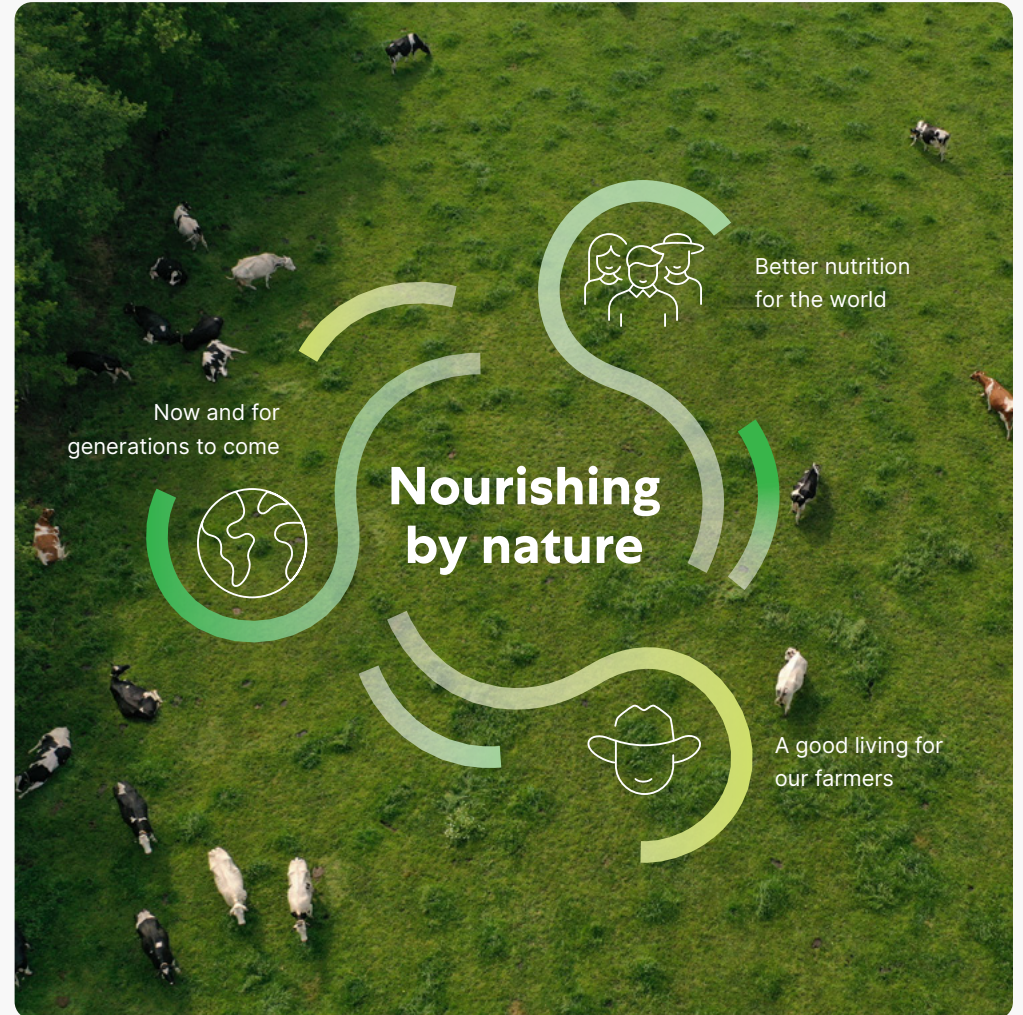 Better nutrition
for the world
Now and for
generations to come
Nourishing
by nature
A good living for
our farmers